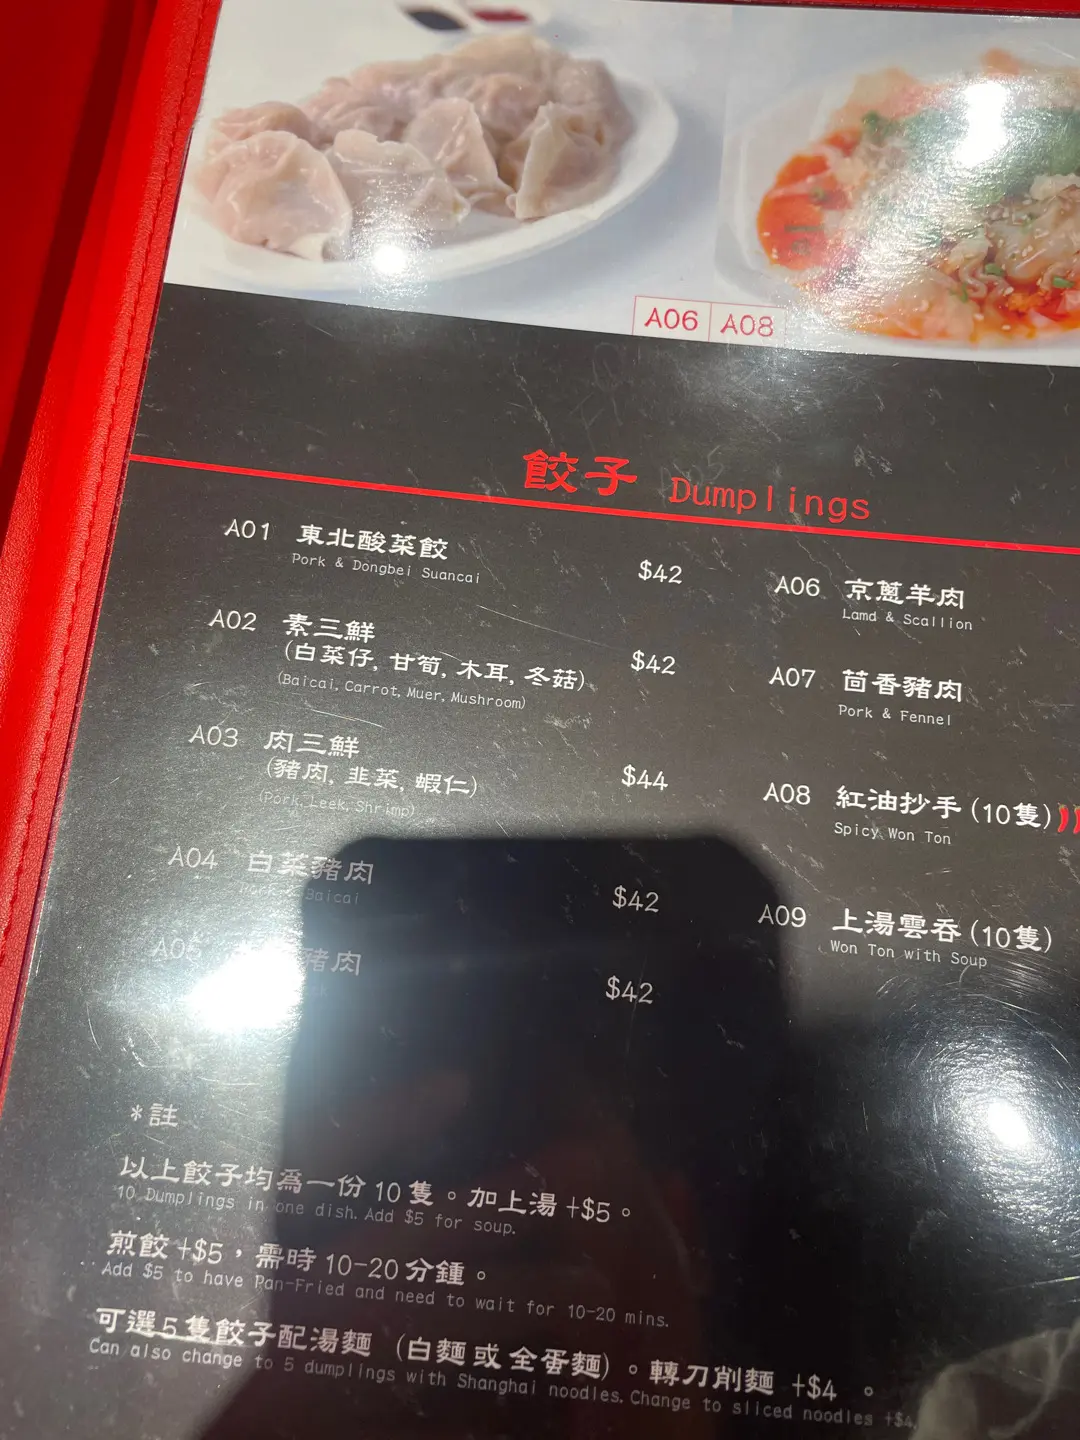 A06 A08
餃子 Dumplings
A01 東北酸菜餃 $42
Pork & Dongbei Suancai
A02 素三鮮 $42
(白菜仔, 甘筍, 木耳, 冬菇)
(Baicai, Carrot, Muer, Mushroom)
A03 肉三鮮 $44
(豬肉, 韭菜, 蝦仁)
(Pork, Leek, Shrimp)
A04 白菜豬肉 $42
Pork & Baicai
A05 豬肉 $42
A06 京蔥羊肉
Lamd & Scallion
A07 茴香豬肉
Pork & Fennel
A08 紅油抄手 (10隻)
Spicy Won Ton
A09 上湯雲吞 (10隻)
Won Ton with Soup
*註
以上餃子均為一份 10 隻。加上湯 +$5。
10 Dumplings in one dish. Add $5 for soup.
煎餃 +$5，需時 10-20 分鐘。
Add $5 to have Pan-Fried and need to wait for 10-20 mins.
可選 5 隻餃子配湯麵 (白麵或全蛋麵)。轉刀削麵 +$4 。
Can also change to 5 dumplings with Shanghai noodles. Change to sliced noodles +$4.